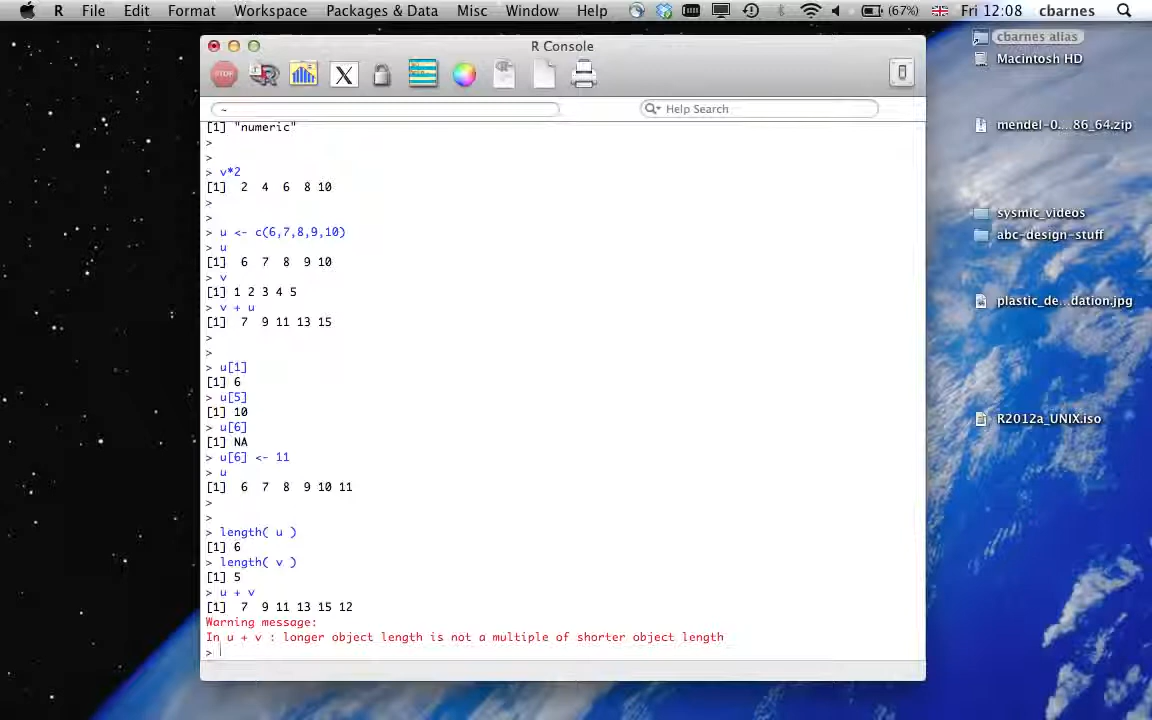 R File Edit Format Workspace Packages & Data Misc Window Help (67%) Fri 12:08 cbarnes
R Console
STOP
X
~
Help Search
[1] "numeric"
>
>
> v*2
[1] 2 4 6 8 10
>
>
> u <- c(6,7,8,9,10)
> u
[1] 6 7 8 9 10
> v
[1] 1 2 3 4 5
> v + u
[1] 7 9 11 13 15
>
>
> u[1]
[1] 6
> u[5]
[1] 10
> u[6]
[1] NA
> u[6] <- 11
> u
[1] 6 7 8 9 10 11
>
>
> length( u )
[1] 6
> length( v )
[1] 5
> u + v
[1] 7 9 11 13 15 12
Warning message:
In u + v : longer object length is not a multiple of shorter object length
>
cbarnes alias
Macintosh HD
mendel-0....86_64.zip
sysmic_videos
abc-design-stuff
plastic_de...dation.jpg
R2012a_UNIX.iso